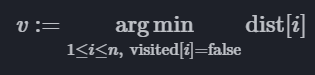 v := arg min dist[i]
1≤i≤n, visited[i]=false